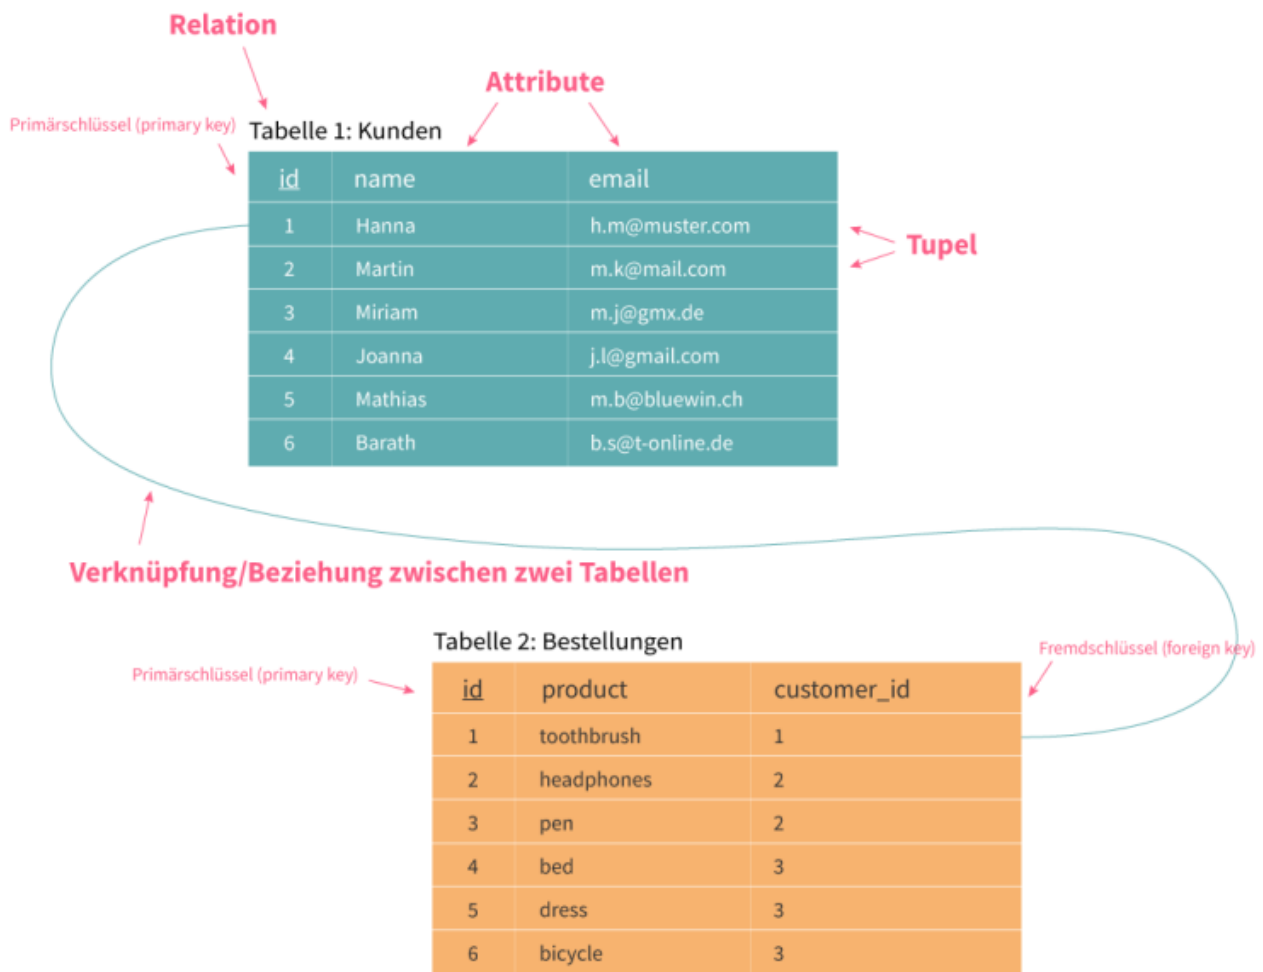 Relation
Attribute
Primärschlüssel (primary key)
Tabelle 1: Kunden
id name email
1 Hanna h.m@muster.com
2 Martin m.k@mail.com
Tupel
3 Miriam m.j@gmx.de
4 Joanna j.l@gmail.com
5 Mathias m.b@bluewin.ch
6 Barath b.s@t-online.de
Verknüpfung/Beziehung zwischen zwei Tabellen
Tabelle 2: Bestellungen
Fremdschlüssel (foreign key)
Primärschlüssel (primary key)
id product customer_id
1 toothbrush 1
2 headphones 2
3 pen 2
4 bed 3
5 dress 3
6 bicycle 3